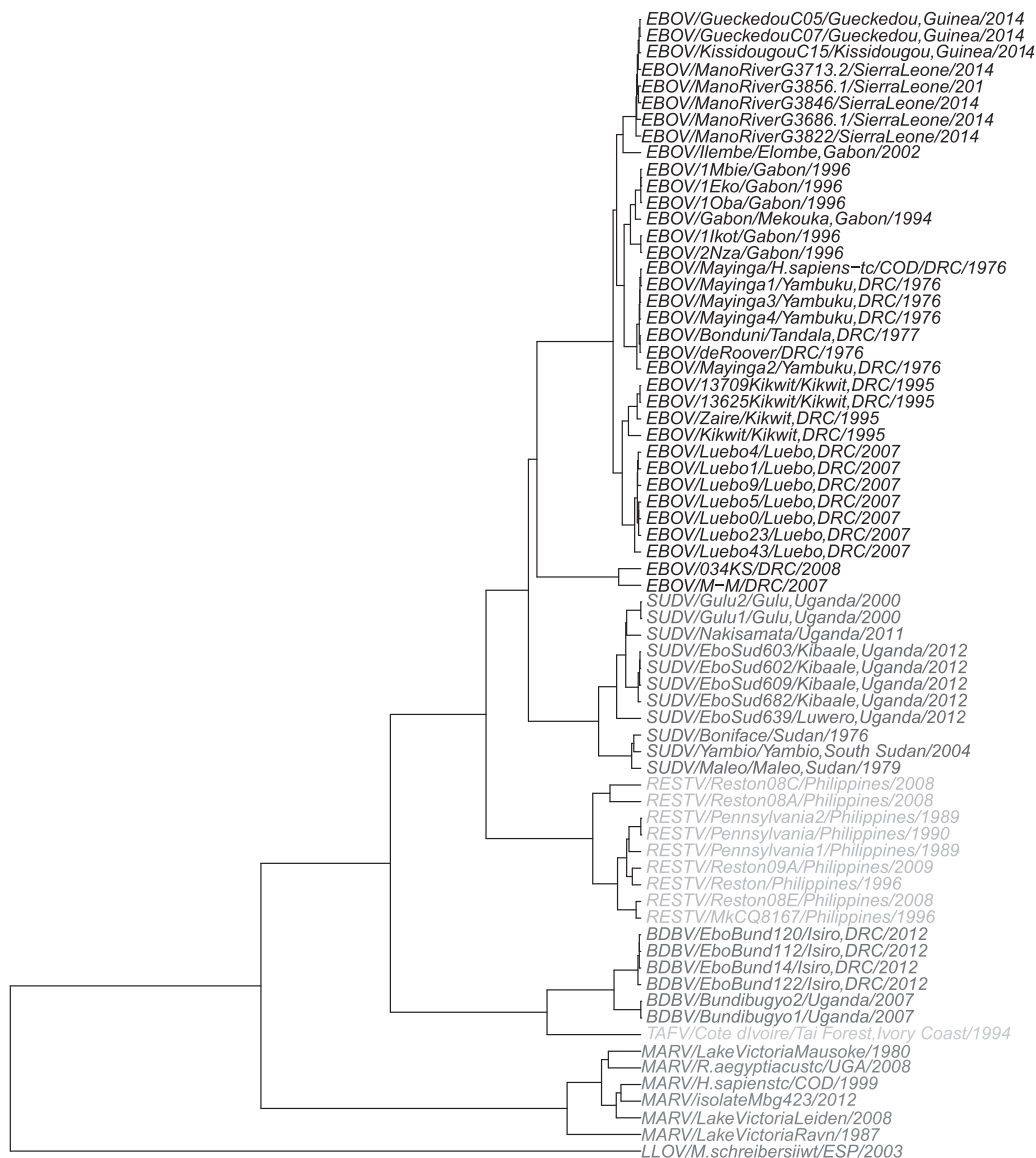 EBOV/GueckedouC05/Gueckedou,Guinea/2014
EBOV/GueckedouC07/Gueckedou,Guinea/2014
EBOV/KissidougouC15/Kissidougou,Guinea/2014
EBOV/ManoRiverG3713.2/SierraLeone/2014
EBOV/ManoRiverG3856.1/SierraLeone/201
EBOV/ManoRiverG3846/SierraLeone/2014
EBOV/ManoRiverG3686.1/SierraLeone/2014
EBOV/ManoRiverG3822/SierraLeone/2014
EBOV/Ilembe/Elombe,Gabon/2002
EBOV/1Mbie/Gabon/1996
EBOV/1Eko/Gabon/1996
EBOV/1Oba/Gabon/1996
EBOV/Gabon/Mekouka,Gabon/1994
EBOV/1Ikot/Gabon/1996
EBOV/2Nza/Gabon/1996
EBOV/Mayinga/H.sapiens−tc/COD/DRC/1976
EBOV/Mayinga1/Yambuku,DRC/1976
EBOV/Mayinga3/Yambuku,DRC/1976
EBOV/Mayinga4/Yambuku,DRC/1976
EBOV/Bonduni/Tandala,DRC/1977
EBOV/deRoover/DRC/1976
EBOV/Mayinga2/Yambuku,DRC/1976
EBOV/13709Kikwit/Kikwit,DRC/1995
EBOV/13625Kikwit/Kikwit,DRC/1995
EBOV/Zaire/Kikwit,DRC/1995
EBOV/Kikwit/Kikwit,DRC/1995
EBOV/Luebo4/Luebo,DRC/2007
EBOV/Luebo1/Luebo,DRC/2007
EBOV/Luebo9/Luebo,DRC/2007
EBOV/Luebo5/Luebo,DRC/2007
EBOV/Luebo0/Luebo,DRC/2007
EBOV/Luebo23/Luebo,DRC/2007
EBOV/Luebo43/Luebo,DRC/2007
EBOV/034KS/DRC/2008
EBOV/M−M/DRC/2007
SUDV/Gulu2/Gulu,Uganda/2000
SUDV/Gulu1/Gulu,Uganda/2000
SUDV/Nakisamata/Uganda/2011
SUDV/EboSud603/Kibaale,Uganda/2012
SUDV/EboSud602/Kibaale,Uganda/2012
SUDV/EboSud609/Kibaale,Uganda/2012
SUDV/EboSud682/Kibaale,Uganda/2012
SUDV/EboSud639/Luwero,Uganda/2012
SUDV/Boniface/Sudan/1976
SUDV/Yambio/Yambio,South Sudan/2004
SUDV/Maleo/Maleo,Sudan/1979
RESTV/Reston08C/Philippines/2008
RESTV/Reston08A/Philippines/2008
RESTV/Pennsylvania2/Philippines/1989
RESTV/Pennsylvania/Philippines/1990
RESTV/Pennsylvania1/Philippines/1989
RESTV/Reston09A/Philippines/2009
RESTV/Reston/Philippines/1996
RESTV/Reston08E/Philippines/2008
RESTV/MkCQ8167/Philippines/1996
BDBV/EboBund120/Isiro,DRC/2012
BDBV/EboBund112/Isiro,DRC/2012
BDBV/EboBund14/Isiro,DRC/2012
BDBV/EboBund122/Isiro,DRC/2012
BDBV/Bundibugyo2/Uganda/2007
BDBV/Bundibugyo1/Uganda/2007
TAFV/Cote dIvoire/Tai Forest,Ivory Coast/1994
MARV/LakeVictoriaMausoke/1980
MARV/R.aegyptiacustc/UGA/2008
MARV/H.sapienstc/COD/1999
MARV/isolateMbg423/2012
MARV/LakeVictoriaLeiden/2008
MARV/LakeVictoriaRavn/1987
LLOV/M.schreibersiiwt/ESP/2003